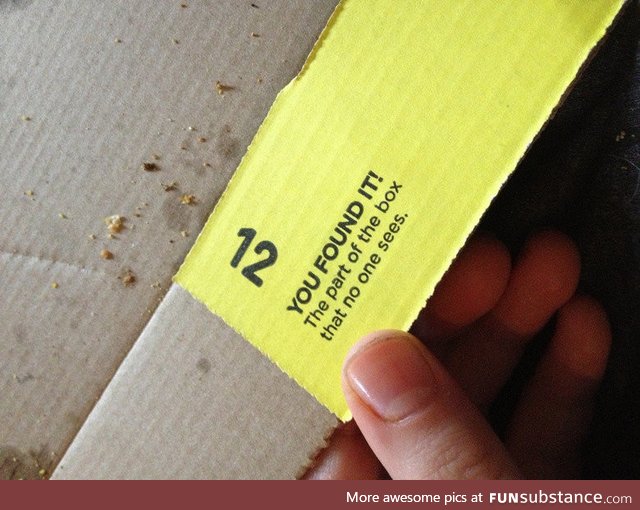 12
YOU FOUND IT!
The part of the box
that no one sees.
More awesome pics at FUNsubstance.com